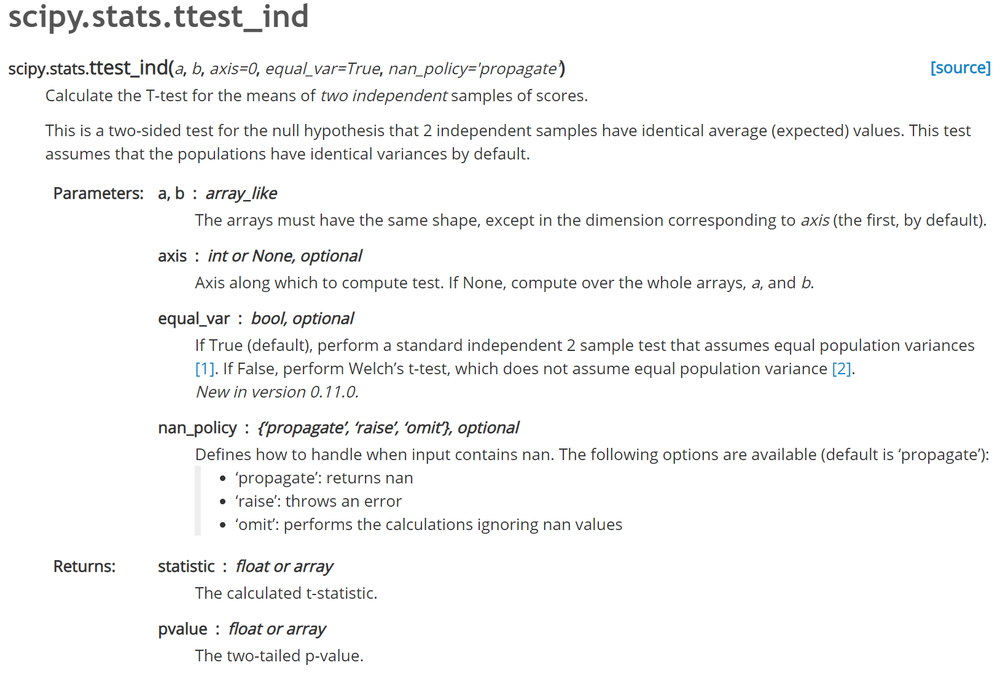 scipy.stats.ttest_ind
scipy.stats.ttest_ind(a, b, axis=0, equal_var=True, nan_policy='propagate') [source]
Calculate the T-test for the means of two independent samples of scores.
This is a two-sided test for the null hypothesis that 2 independent samples have identical average (expected) values. This test
assumes that the populations have identical variances by default.
Parameters: a, b : array_like
The arrays must have the same shape, except in the dimension corresponding to axis (the first, by default).
axis : int or None, optional
Axis along which to compute test. If None, compute over the whole arrays, a, and b.
equal_var : bool, optional
If True (default), perform a standard independent 2 sample test that assumes equal population variances
[1]. If False, perform Welch’s t-test, which does not assume equal population variance [2].
New in version 0.11.0.
nan_policy : {‘propagate’, ‘raise’, ‘omit’}, optional
Defines how to handle when input contains nan. The following options are available (default is ‘propagate’):
• ‘propagate’: returns nan
• ‘raise’: throws an error
• ‘omit’: performs the calculations ignoring nan values
Returns: statistic : float or array
The calculated t-statistic.
pvalue : float or array
The two-tailed p-value.